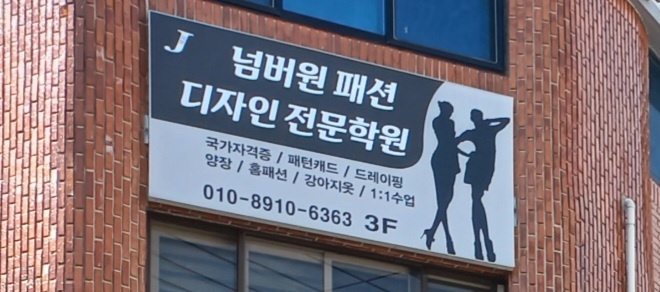 J
넘버원 패션
디자인 전문학원
국가자격증 / 패턴캐드 / 드레이핑
양장 / 홈패션 / 강아지옷 / 1:1수업
010-8910-6363 3F